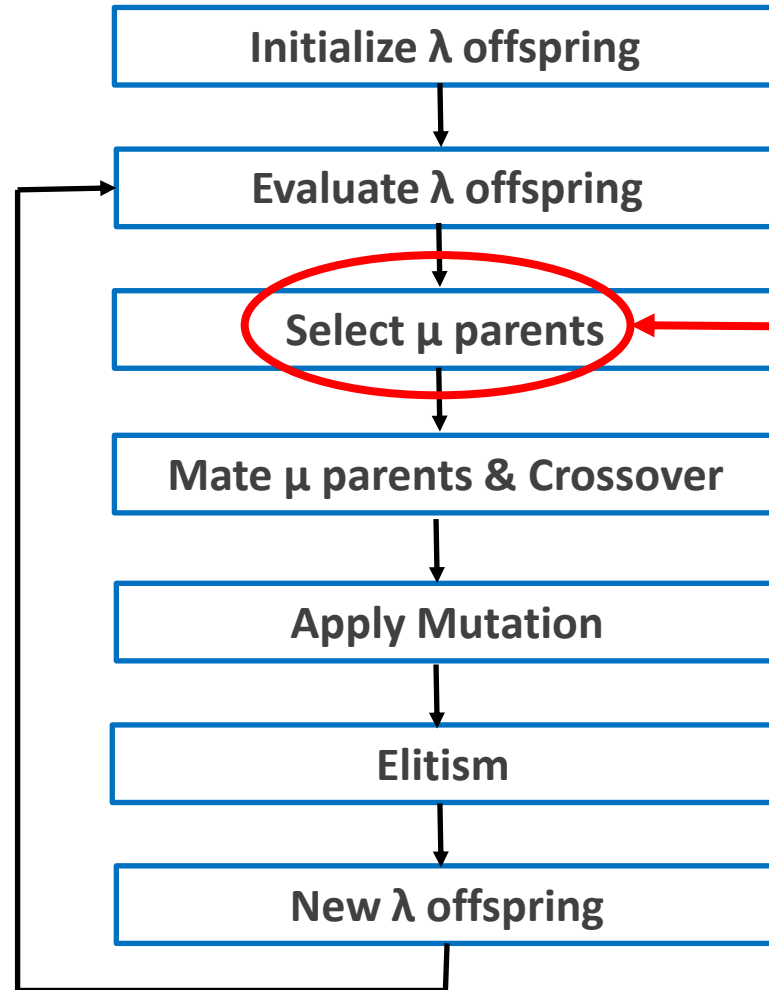 Initialize λ offspring
Evaluate λ offspring
Select μ parents
Mate μ parents & Crossover
Apply Mutation
Elitism
New λ offspring